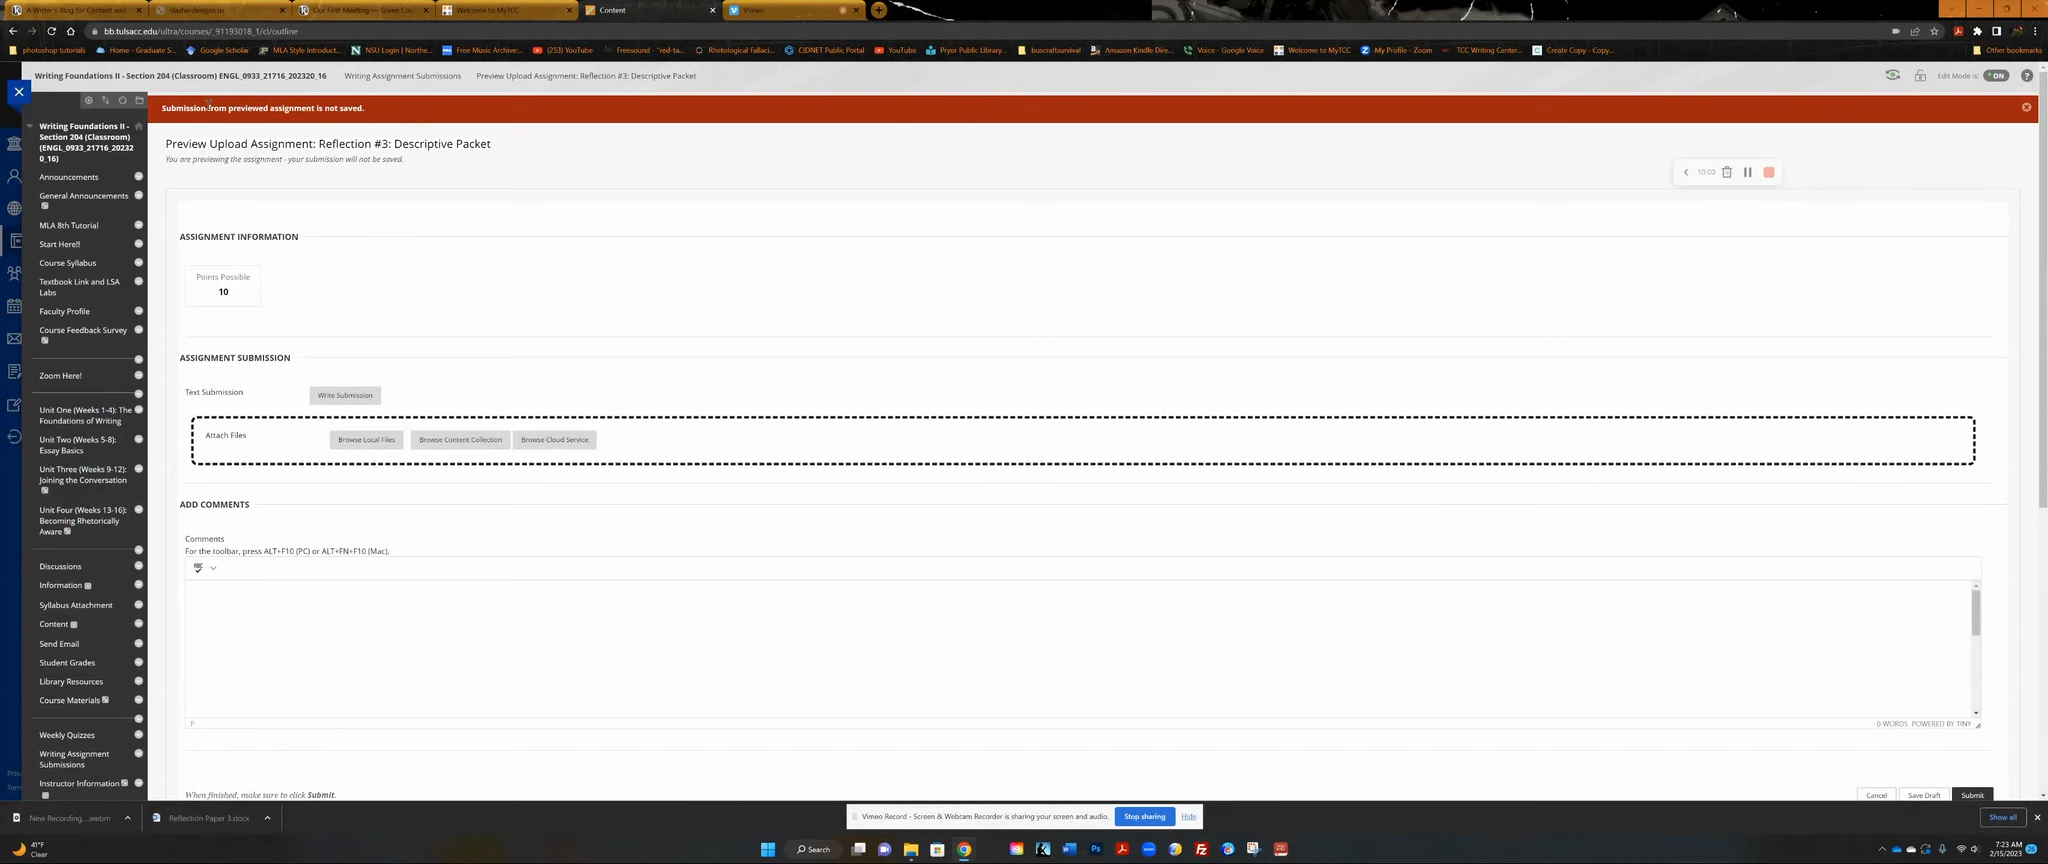 A Writer's Blog for Content and
slasherdesigns.us
Our First Meeting — Green Cou
Welcome to MyTCC
Content
Vimeo
bb.tulsacc.edu/ultra/courses/_91193018_1/cl/outline
photoshop tutorials
Home - Graduate S...
Google Scholar
MLA Style Introduct...
NSU Login | Northe...
Free Music Archive:...
(253) YouTube
Freesound - "red-ta...
Rhetorological Fallaci...
CIDNET Public Portal
YouTube
Pryor Public Library...
buscraftsurvival
Amazon Kindle Dire...
Voice - Google Voice
Welcome to MyTCC
My Profile - Zoom
TCC Writing Center...
Create Copy - Copy...
Other bookmarks
Writing Foundations II - Section 204 (Classroom) ENGL_0933_21716_202320_16
Writing Assignment Submissions
Preview Upload Assignment: Reflection #3: Descriptive Packet
Edit Mode is:
ON
?
Submission from previewed assignment is not saved.
Writing Foundations II -
Section 204 (Classroom)
(ENGL_0933_21716_20232
0_16)
Announcements
General Announcements
MLA 8th Tutorial
Start Here!!
Course Syllabus
Textbook Link and LSA
Labs
Faculty Profile
Course Feedback Survey
Zoom Here!
Unit One (Weeks 1-4): The
Foundations of Writing
Unit Two (Weeks 5-8):
Essay Basics
Unit Three (Weeks 9-12):
Joining the Conversation
Unit Four (Weeks 13-16):
Becoming Rhetorically
Aware
Discussions
Information
Syllabus Attachment
Content
Send Email
Student Grades
Library Resources
Course Materials
Weekly Quizzes
Writing Assignment
Submissions
Instructor Information
Priv
Terr
Preview Upload Assignment: Reflection #3: Descriptive Packet
You are previewing the assignment - your submission will not be saved.
10:03
ASSIGNMENT INFORMATION
Points Possible
10
ASSIGNMENT SUBMISSION
Text Submission
Write Submission
Attach Files
Browse Local Files
Browse Content Collection
Browse Cloud Service
ADD COMMENTS
Comments
For the toolbar, press ALT+F10 (PC) or ALT+FN+F10 (Mac).
P
0 WORDS POWERED BY TINY
When finished, make sure to click Submit.
Cancel
Save Draft
Submit
New Recording....webm
Reflection Paper 3.docx
Vimeo Record - Screen & Webcam Recorder is sharing your screen and audio.
Stop sharing
Hide
Show all
41°F
Clear
Search
7:23 AM
2/15/2023